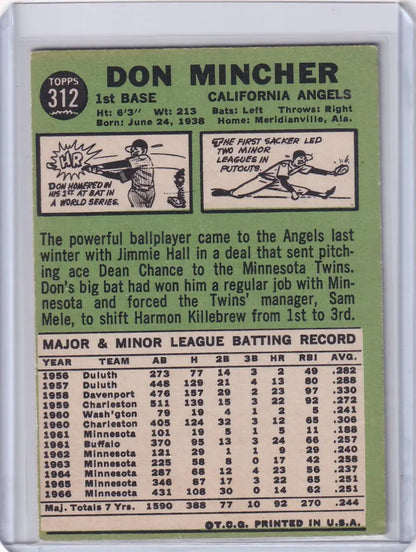 TOPPS
312
DON MINCHER
1st BASE CALIFORNIA ANGELS
Ht: 6'3" Wt: 213 Bats: Left Throws: Right
Born: June 24, 1938 Home: Meridianville, Ala.
HR
DON HOMERED IN
HIS 1ST AT BAT IN
A WORLD SERIES.
THE FIRST SACKER LED
TWO MINOR
LEAGUES IN
PUTOUTS.
The powerful ballplayer came to the Angels last
winter with Jimmie Hall in a deal that sent pitch-
ing ace Dean Chance to the Minnesota Twins.
Don's big bat had won him a regular job with Min-
nesota and forced the Twins' manager, Sam
Mele, to shift Harmon Killebrew from 1st to 3rd.
MAJOR & MINOR LEAGUE BATTING RECORD
YEAR TEAM AB H 2B 3B HR RBI AVG.
1956 Duluth 273 77 14 3 2 49 .282
1957 Duluth 448 129 21 4 13 80 .288
1958 Davenport 476 157 29 2 23 97 .330
1959 Charleston 511 139 15 3 22 92 .272
1960 Wash'gton 79 19 4 1 2 5 .241
1960 Charleston 405 124 32 3 12 65 .306
1961 Minnesota 101 19 5 1 5 11 .188
1961 Buffalo 370 95 13 3 24 66 .257
1962 Minnesota 121 29 1 1 9 29 .240
1963 Minnesota 225 58 8 0 17 42 .258
1964 Minnesota 287 68 12 4 23 56 .237
1965 Minnesota 346 87 17 3 22 65 .251
1966 Minnesota 431 108 30 0 14 62 .251
Maj. Totals 7 Yrs. 1590 388 77 10 92 270 .244
©T.C.G. PRINTED IN U.S.A.